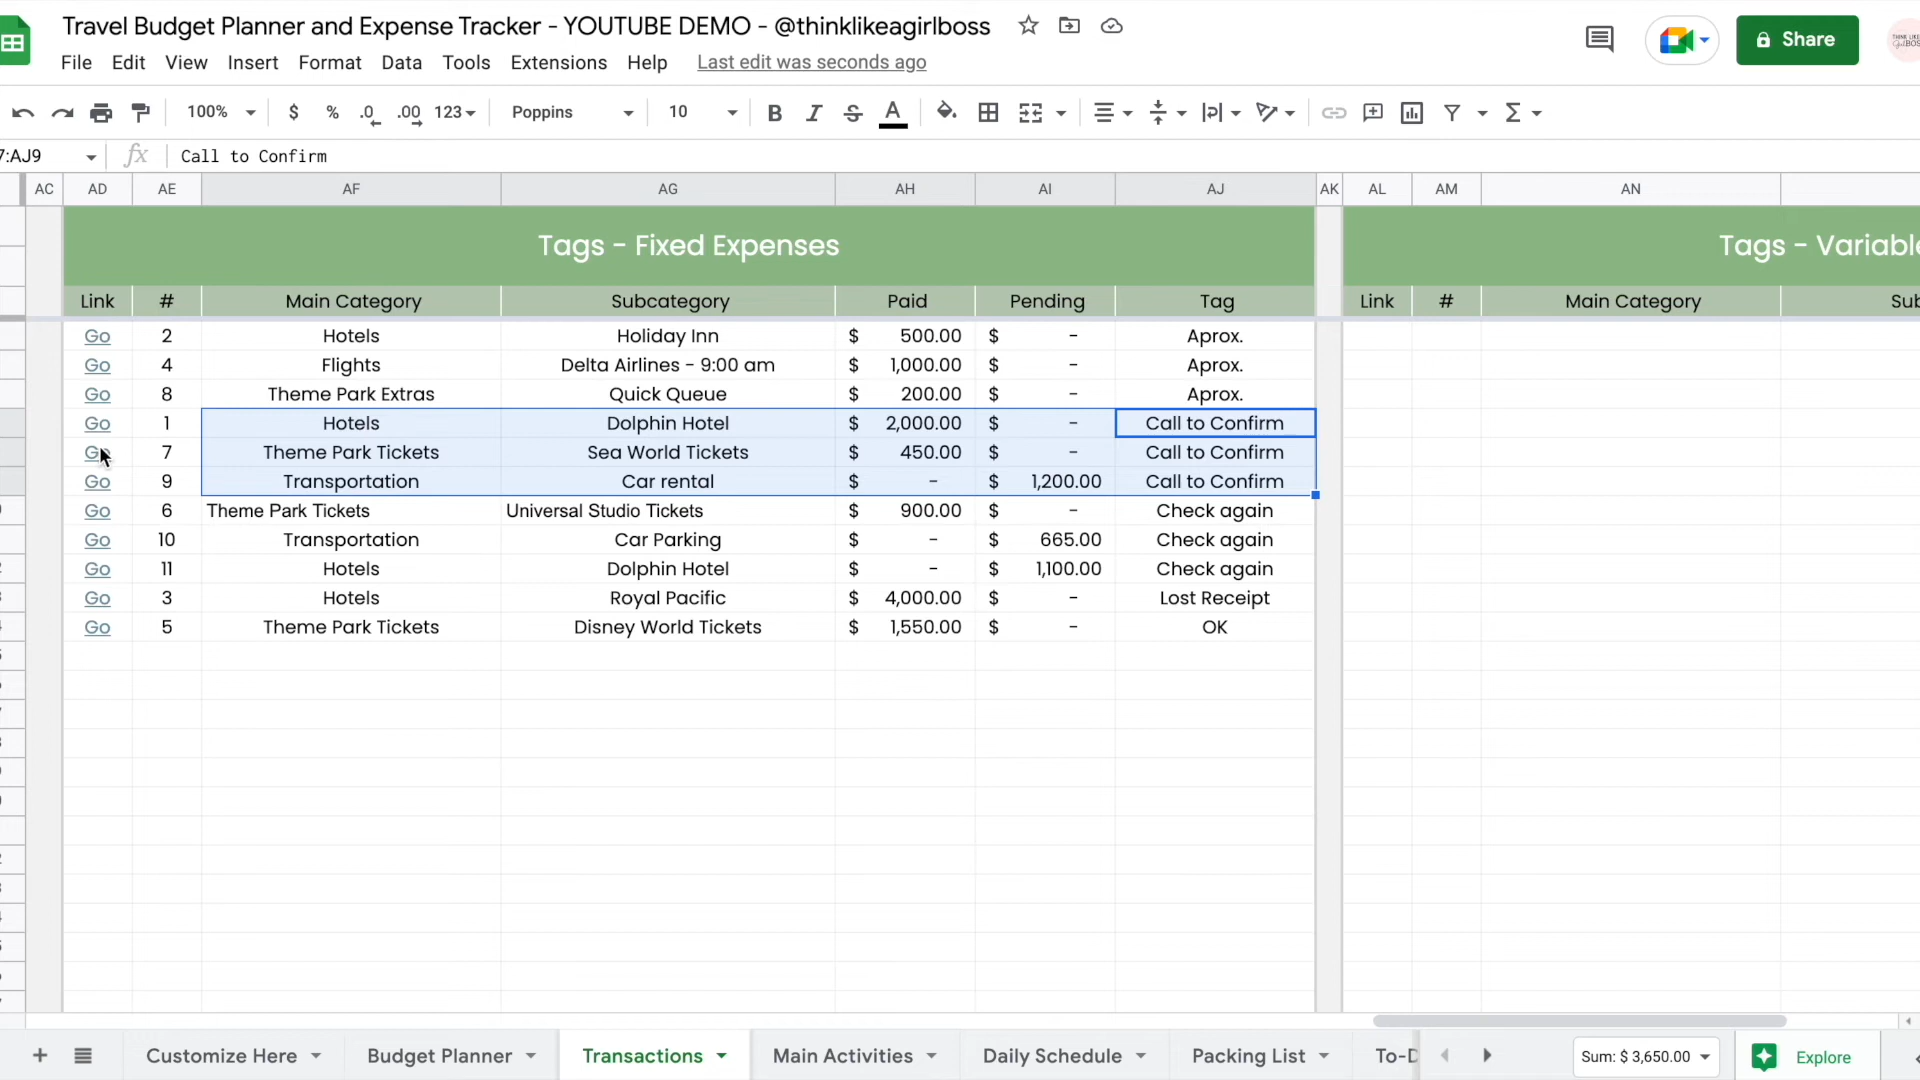 Travel Budget Planner and Expense Tracker - YOUTUBE DEMO - @thinklikeagirlboss
File Edit View Insert Format Data Tools Extensions Help Last edit was seconds ago
Share
100% $ % .0 .00 123 Poppins 10 B I S A
7:AJ9 fx Call to Confirm
AC AD AE AF AG AH AI AJ AK AL AM AN
Tags - Fixed Expenses Tags - Variable
Link # Main Category Subcategory Paid Pending Tag Link # Main Category Sub
Go 2 Hotels Holiday Inn $ 500.00 $ - Aprox.
Go 4 Flights Delta Airlines - 9:00 am $ 1,000.00 $ - Aprox.
Go 8 Theme Park Extras Quick Queue $ 200.00 $ - Aprox.
Go 1 Hotels Dolphin Hotel $ 2,000.00 $ - Call to Confirm
Go 7 Theme Park Tickets Sea World Tickets $ 450.00 $ - Call to Confirm
Go 9 Transportation Car rental $ - $ 1,200.00 Call to Confirm
Go 6 Theme Park Tickets Universal Studio Tickets $ 900.00 $ - Check again
Go 10 Transportation Car Parking $ - $ 665.00 Check again
Go 11 Hotels Dolphin Hotel $ - $ 1,100.00 Check again
Go 3 Hotels Royal Pacific $ 4,000.00 $ - Lost Receipt
Go 5 Theme Park Tickets Disney World Tickets $ 1,550.00 $ - OK
Customize Here Budget Planner Transactions Main Activities Daily Schedule Packing List To-D Sum: $ 3,650.00 Explore